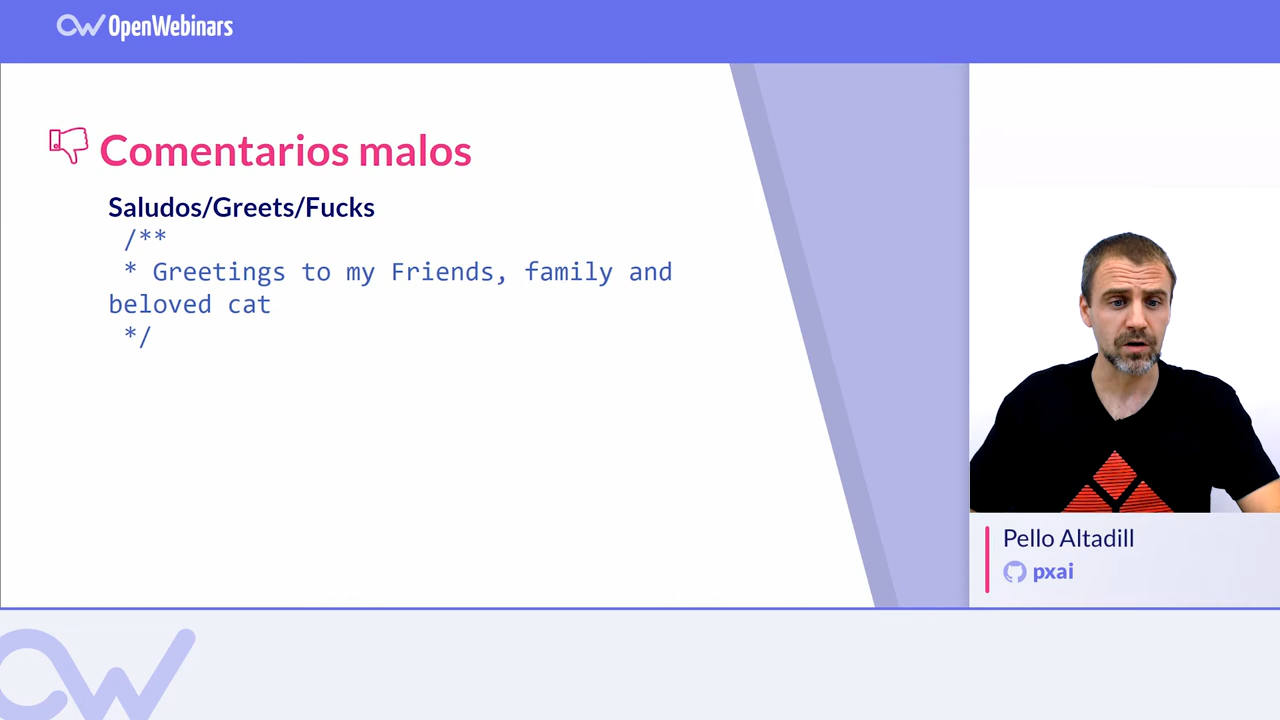 OpenWebinars
Comentarios malos
Saludos/Greets/Fucks
/**
* Greetings to my Friends, family and
beloved cat
*/
Pello Altadill
pxai